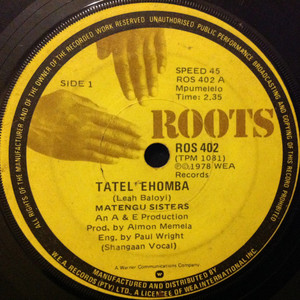 ALL RIGHTS OF THE MANUFACTURER AND OF THE OWNER OF THE RECORDED WORK RESERVED. UNAUTHORISED PUBLIC PERFORMANCE BROADCASTING AND COPYING OF THIS RECORD PROHIBITED
SIDE 1
SPEED 45
ROS 402 A
Mpumelelo
Time: 2.35
ROOTS
ROS 402
(TPM 1081)
℗©1978 WEA
Records
TATEL'EHOMBA
(Leah Baloyi)
MATENGU SISTERS
An A & E Production
Prod. by Aimon Memela
Eng. by Paul Wright
(Shangaan Vocal)
A Warner Communications Company
MANUFACTURED AND DISTRIBUTED BY
W.E.A. RECORDS (PTY) LTD. A LICENSEE OF WEA INTERNATIONAL INC.